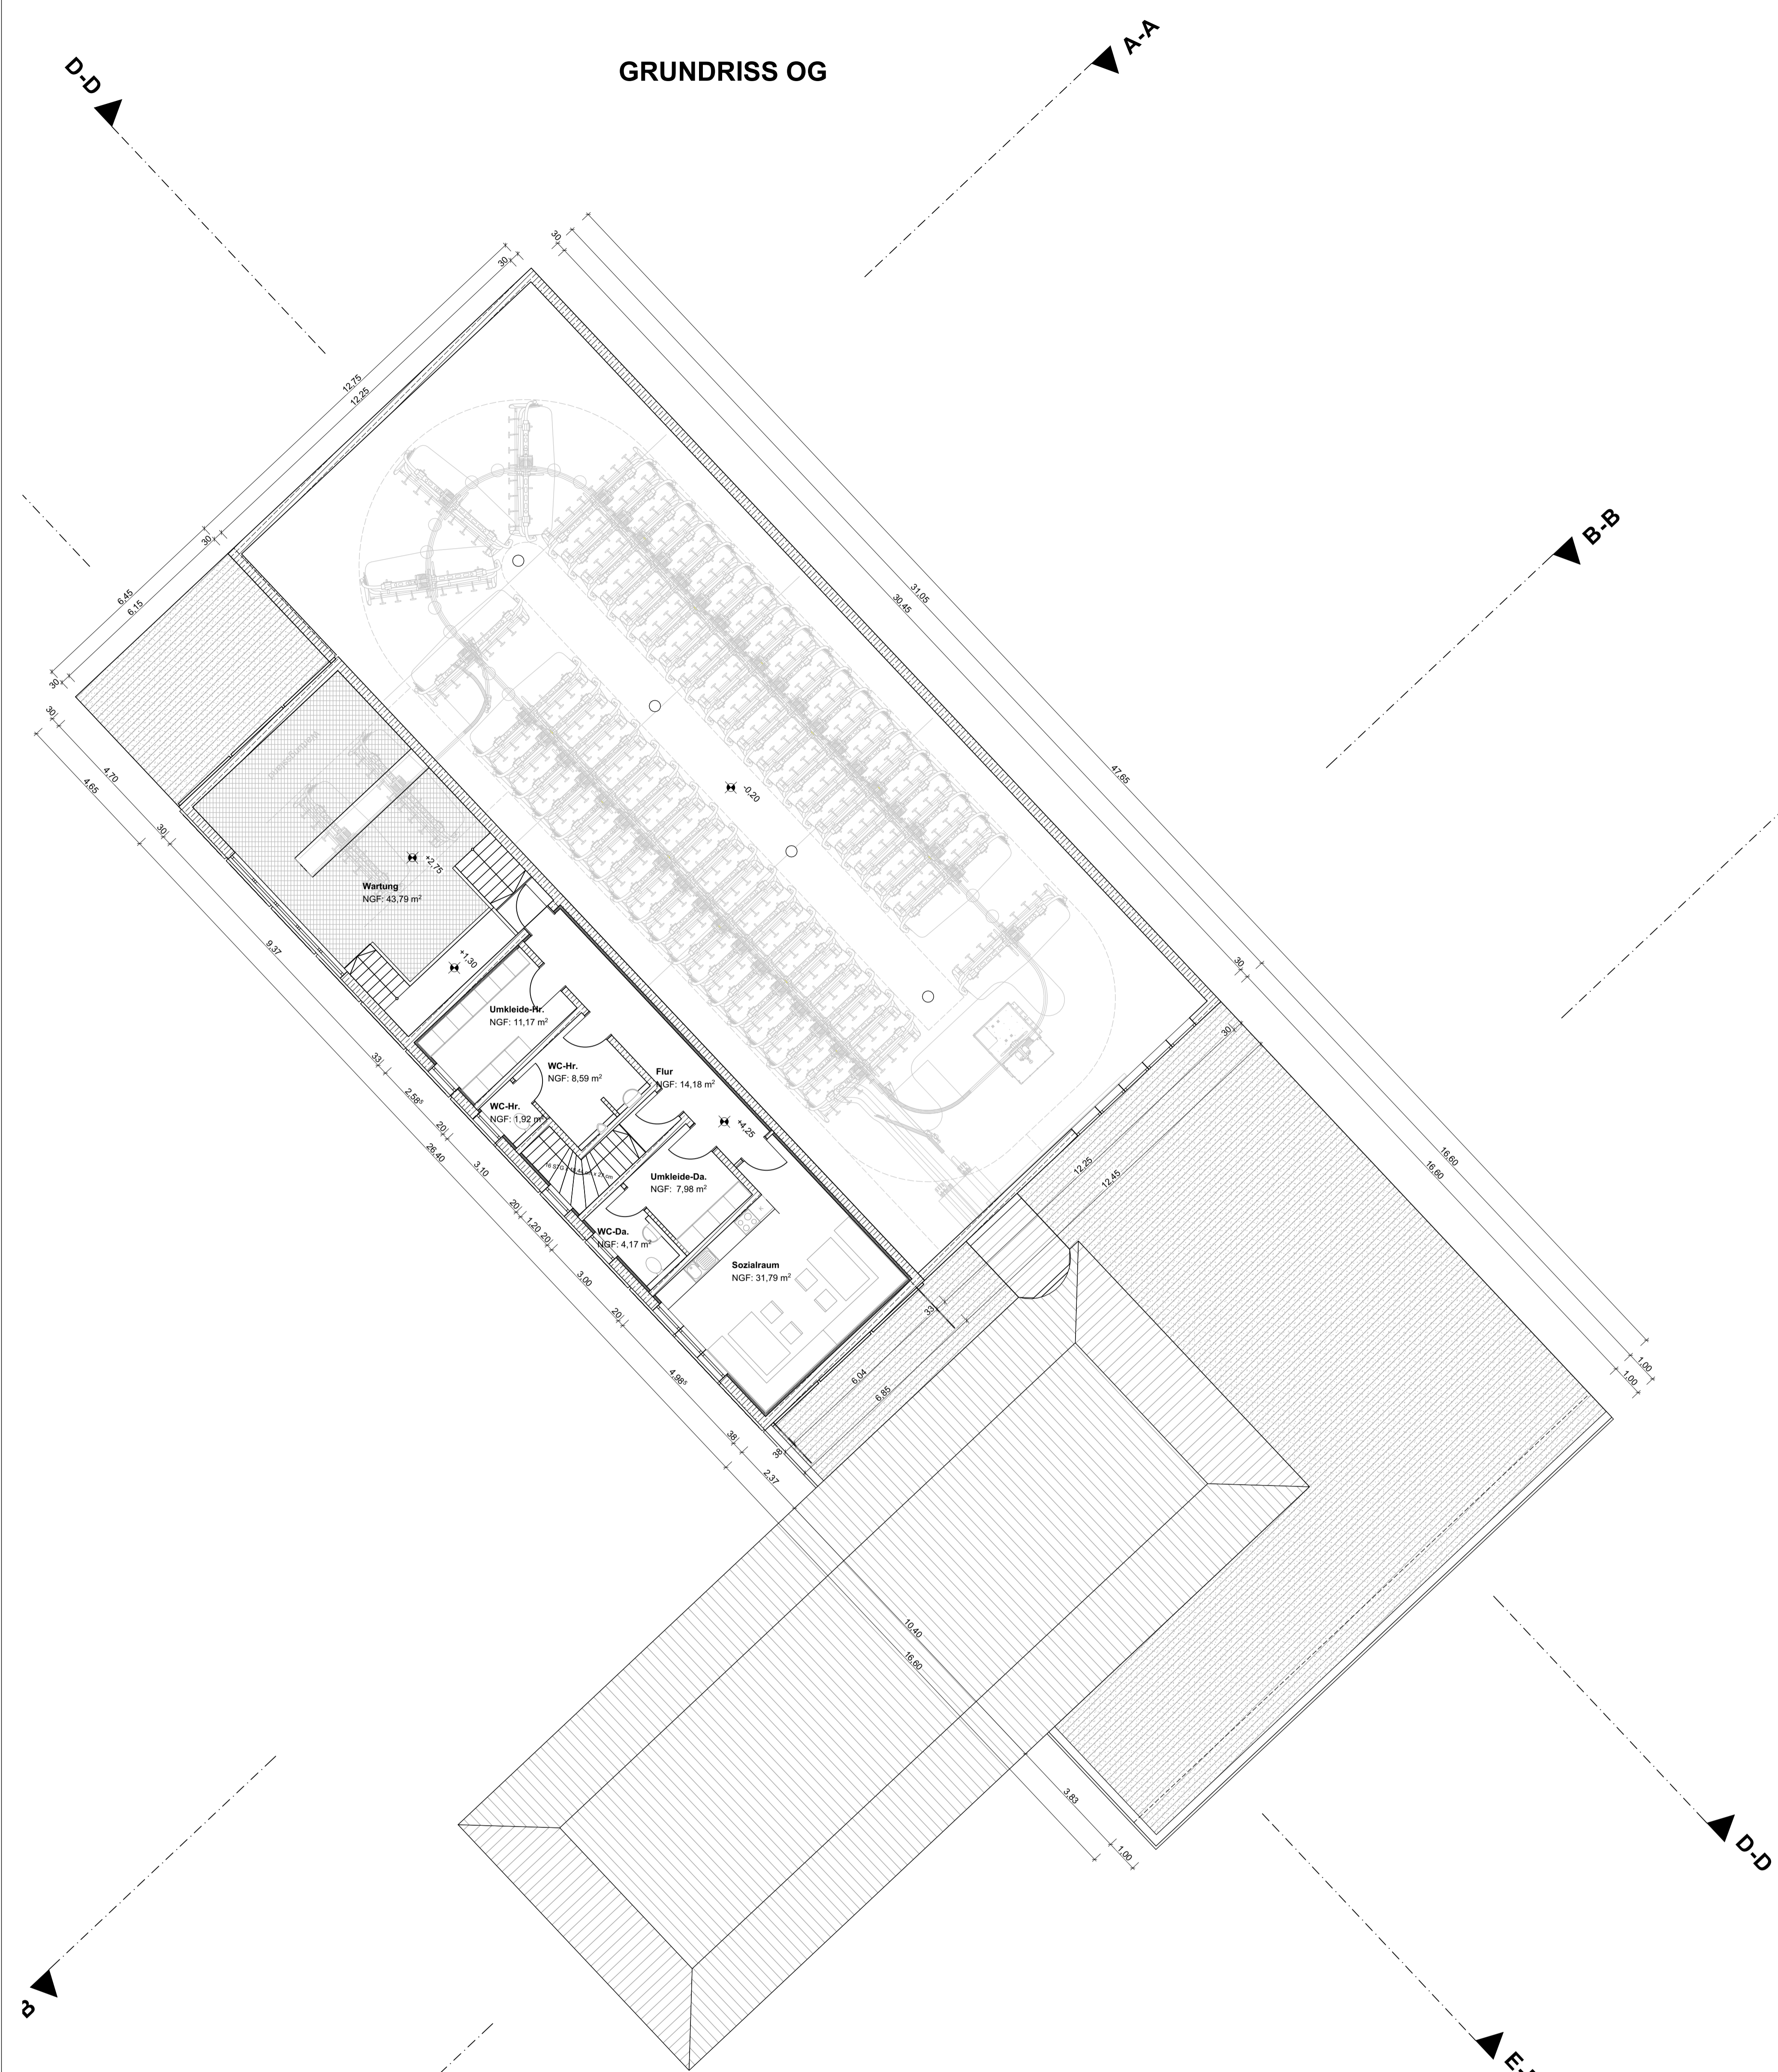 GRUNDRISS OG
A-A
D-D
B-B
30
30
12,75
12,25
31,05
30,45
47,65
30
6,45
6,15
30
30
4,70
4,65
30
-0,20
+2,75
Wartung
NGF: 43,79 m²
9,37
+1,30
30
30
Umkleide-Hr.
NGF: 11,17 m²
33
WC-Hr.
NGF: 8,59 m²
Flur
NGF: 14,18 m²
2,58⁵
WC-Hr.
NGF: 1,92 m²
+4,25
20
26,40
3,10
16,60
16,60
12,25
12,45
Umkleide-Da.
NGF: 7,98 m²
20
1,20
20
WC-Da.
NGF: 4,17 m²
Sozialraum
NGF: 31,79 m²
3,00
20
33
6,04
6,85
4,98⁵
1,00
1,00
38
38
2,37
10,40
16,60
3,83
1,00
D-D